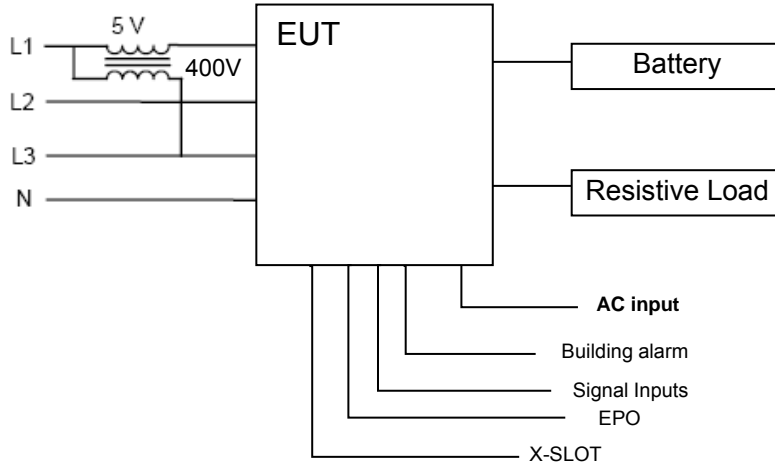 5 V
EUT
L1
400V
Battery
L2
L3
Resistive Load
N
AC input
Building alarm
Signal Inputs
EPO
X-SLOT